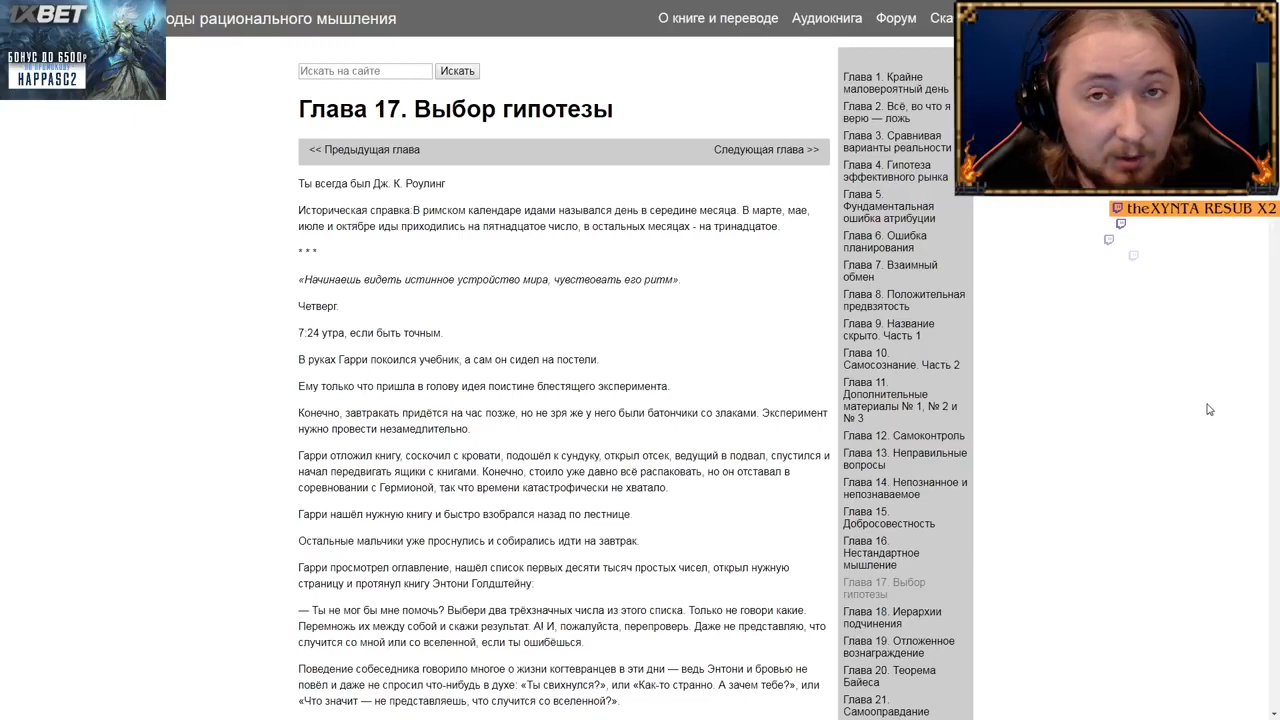 1XBET
БОНУС ДО 6500₽
ПО ПРОМОКОДУ
HAPPASC2
оды рационального мышления
О книге и переводе
Аудиокнига
Форум
Ска
Искать на сайте
Искать
Глава 17. Выбор гипотезы
<< Предыдущая глава
Следующая глава >>
Ты всегда был Дж. К. Роулинг
Историческая справка:В римском календаре идами назывался день в середине месяца. В марте, мае,
июле и октябре иды приходились на пятнадцатое число, в остальных месяцах - на тринадцатое.
* * *
«Начинаешь видеть истинное устройство мира, чувствовать его ритм».
Четверг.
7:24 утра, если быть точным.
В руках Гарри покоился учебник, а сам он сидел на постели.
Ему только что пришла в голову идея поистине блестящего эксперимента.
Конечно, завтракать придётся на час позже, но не зря же у него были батончики со злаками. Эксперимент
нужно провести незамедлительно.
Гарри отложил книгу, соскочил с кровати, подошёл к сундуку, открыл отсек, ведущий в подвал, спустился и
начал передвигать ящики с книгами. Конечно, стоило уже давно всё распаковать, но он отставал в
соревновании с Гермионой, так что времени катастрофически не хватало.
Гарри нашёл нужную книгу и быстро взобрался назад по лестнице.
Остальные мальчики уже проснулись и собирались идти на завтрак.
Гарри просмотрел оглавление, нашёл список первых десяти тысяч простых чисел, открыл нужную
страницу и протянул книгу Энтони Голдштейну:
— Ты не мог бы мне помочь? Выбери два трёхзначных числа из этого списка. Только не говори какие.
Перемножь их между собой и скажи результат. А! И, пожалуйста, перепроверь. Даже не представляю, что
случится со мной или со вселенной, если ты ошибёшься.
Поведение собеседника говорило многое о жизни когтевранцев в эти дни — ведь Энтони и бровью не
повёл и даже не спросил что-нибудь в духе: «Ты свихнулся?», или «Как-то странно. А зачем тебе?», или
«Что значит — не представляешь, что случится со вселенной?».
Глава 1. Крайне
маловероятный день
Глава 2. Всё, во что я
верю — ложь
Глава 3. Сравнивая
варианты реальности
Глава 4. Гипотеза
эффективного рынка
Глава 5.
Фундаментальная
ошибка атрибуции
Глава 6. Ошибка
планирования
Глава 7. Взаимный
обмен
Глава 8. Положительная
предвзятость
Глава 9. Название
скрыто. Часть 1
Глава 10.
Самосознание. Часть 2
Глава 11.
Дополнительные
материалы № 1, № 2 и
№ 3
Глава 12. Самоконтроль
Глава 13. Неправильные
вопросы
Глава 14. Непознанное и
непознаваемое
Глава 15.
Добросовестность
Глава 16.
Нестандартное
мышление
Глава 17. Выбор
гипотезы
Глава 18. Иерархии
подчинения
Глава 19. Отложенное
вознаграждение
Глава 20. Теорема
Байеса
Глава 21.
Самооправдание
theXYNTA RESUB X2